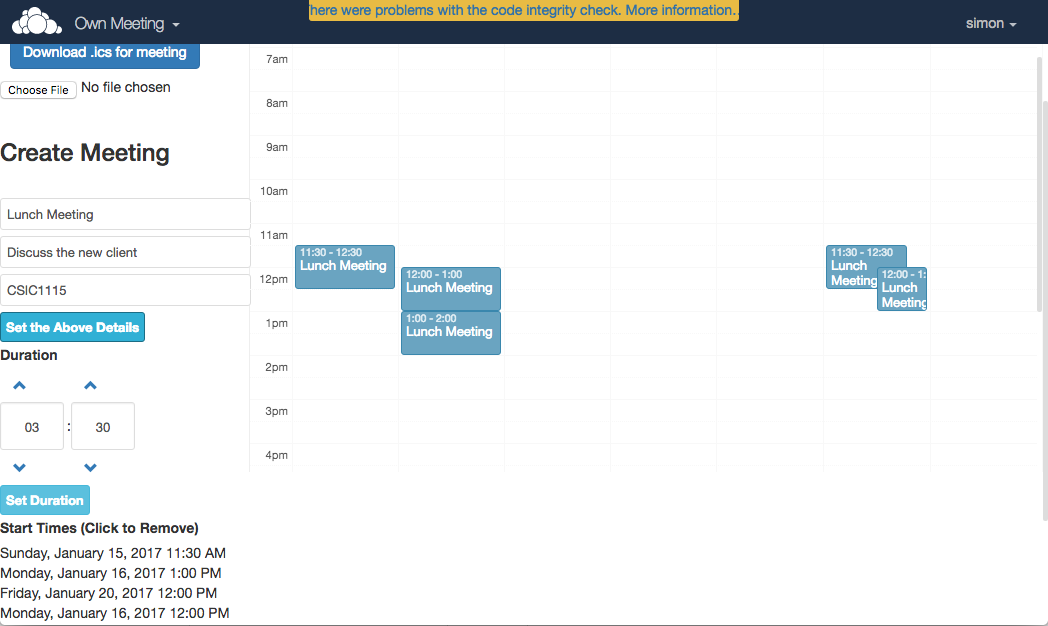 here were problems with the code integrity check. More information.
Own Meeting
simon
Download .ics for meeting
Choose File No file chosen
Create Meeting
Lunch Meeting
Discuss the new client
CSIC1115
Set the Above Details
Duration
03 : 30
Set Duration
Start Times (Click to Remove)
Sunday, January 15, 2017 11:30 AM
Monday, January 16, 2017 1:00 PM
Friday, January 20, 2017 12:00 PM
Monday, January 16, 2017 12:00 PM
7am
8am
9am
10am
11am
12pm
1pm
2pm
3pm
4pm
11:30 - 12:30
Lunch Meeting
12:00 - 1:00
Lunch Meeting
1:00 - 2:00
Lunch Meeting
11:30 - 12:30
Lunch
Meeting
12:00 - 1:
Lunch
Meeting